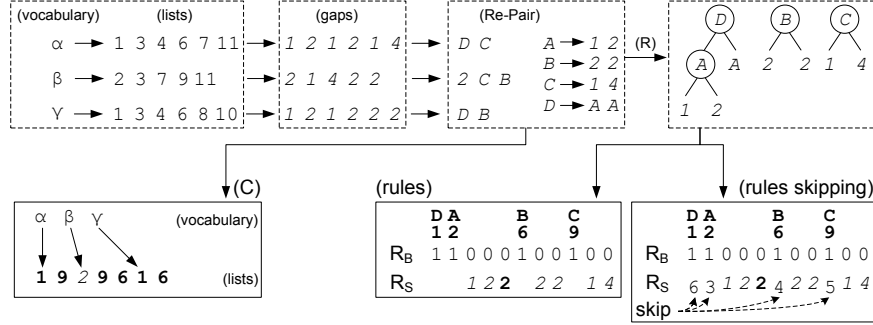 (vocabulary) (lists) (gaps) (Re-Pair)
α 1 3 4 6 7 11 1 2 1 2 1 4 D C
β 2 3 7 9 11 2 1 4 2 2 2 C B
γ 1 3 4 6 8 10 1 2 1 2 2 2 D B
A 1 2
B 2 2
C 1 4
D A A
(R)
D B C
A A 2 2 1 4
1 2
(C)
α β γ (vocabulary)
1 9 2 9 6 1 6 (lists)
(rules)
D A B C
1 2 6 9
R_B 1 1 0 0 0 1 0 0 1 0 0
R_S 1 2 2 2 2 1 4
(rules skipping)
D A B C
1 2 6 9
R_B 1 1 0 0 0 1 0 0 1 0 0
R_S 6 3 1 2 2 4 2 2 5 1 4
skip